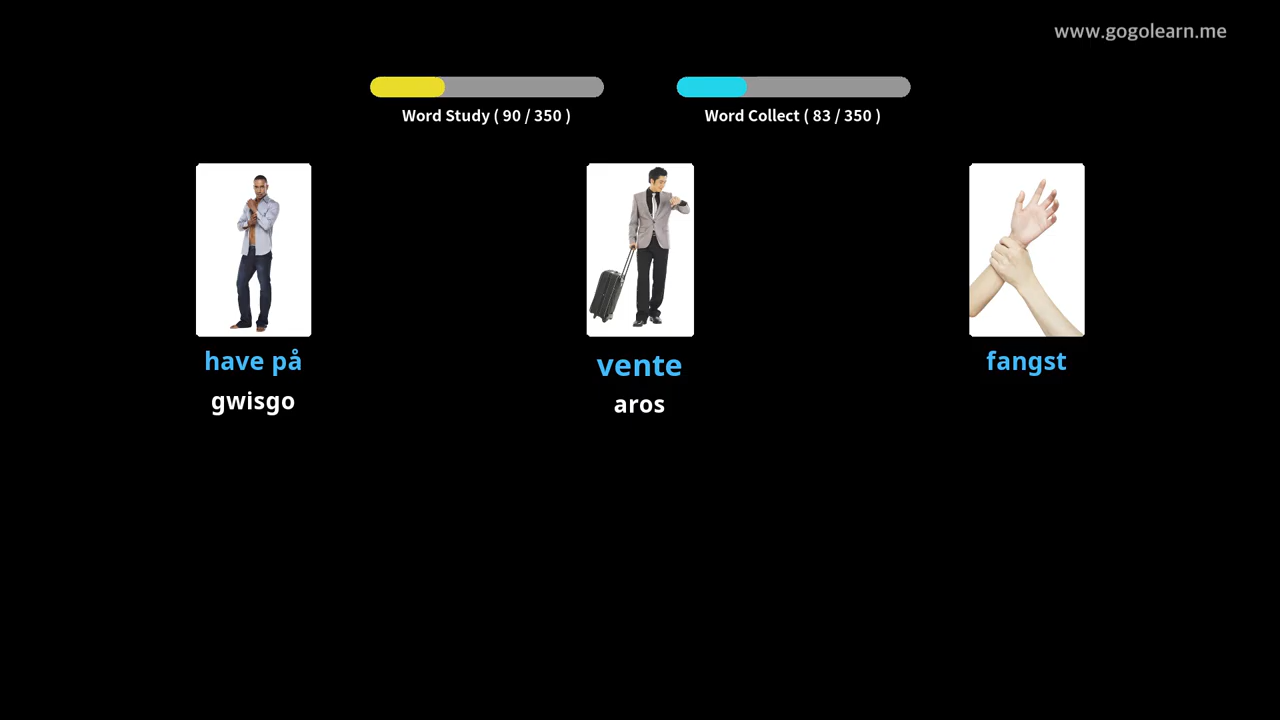 www.gogolearn.me
Word Study ( 90 / 350 )
Word Collect ( 83 / 350 )
have på
vente
fangst
gwisgo
aros